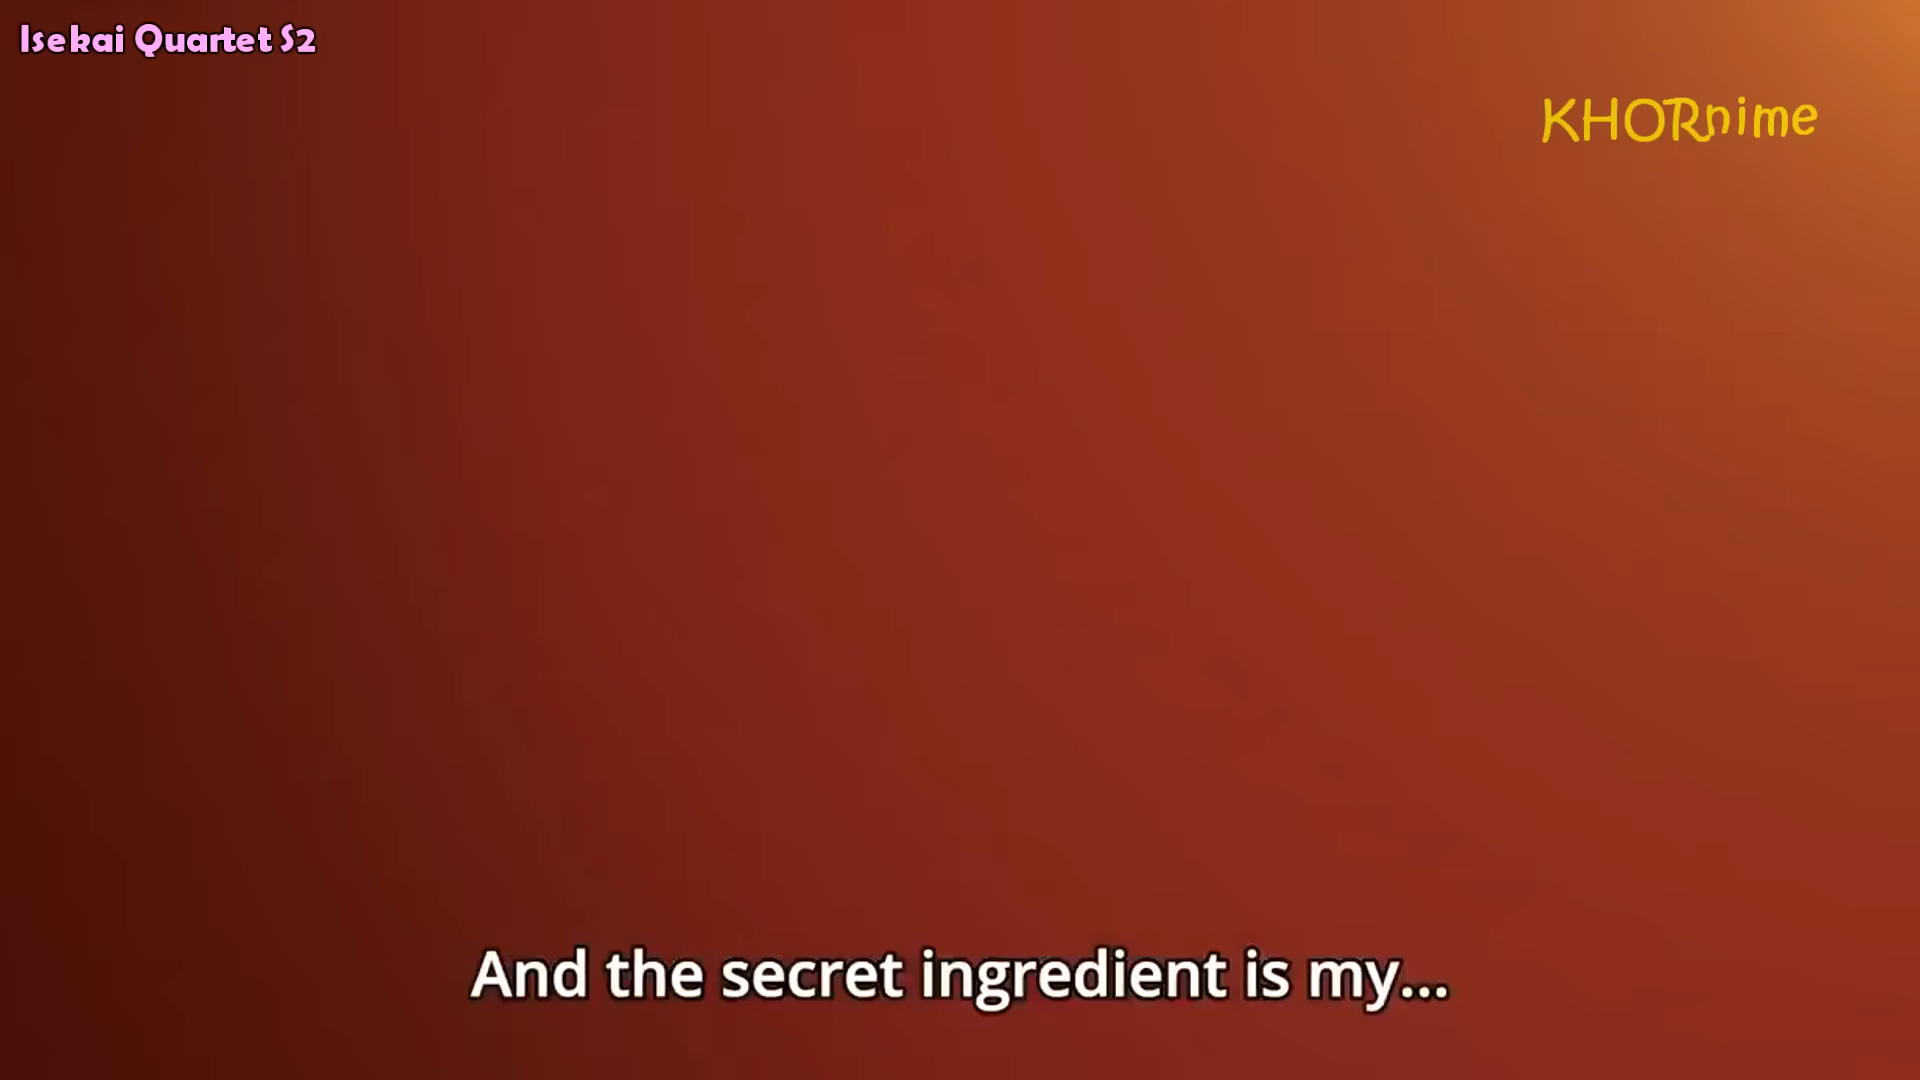 Isekai Quartet S2
KHORnime
And the secret ingredient is my...